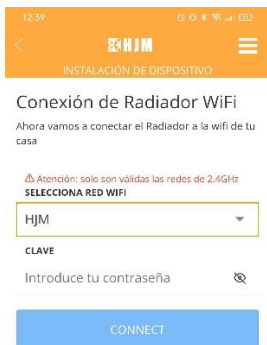 12:39
HJM
INSTALACIÓN DE DISPOSITIVO
Conexión de Radiador WiFi
Ahora vamos a conectar el Radiador a la wifi de tu
casa
Atención: solo son válidas las redes de 2.4GHz
SELECCIONA RED WIFI
HJM
CLAVE
Introduce tu contraseña
CONNECT